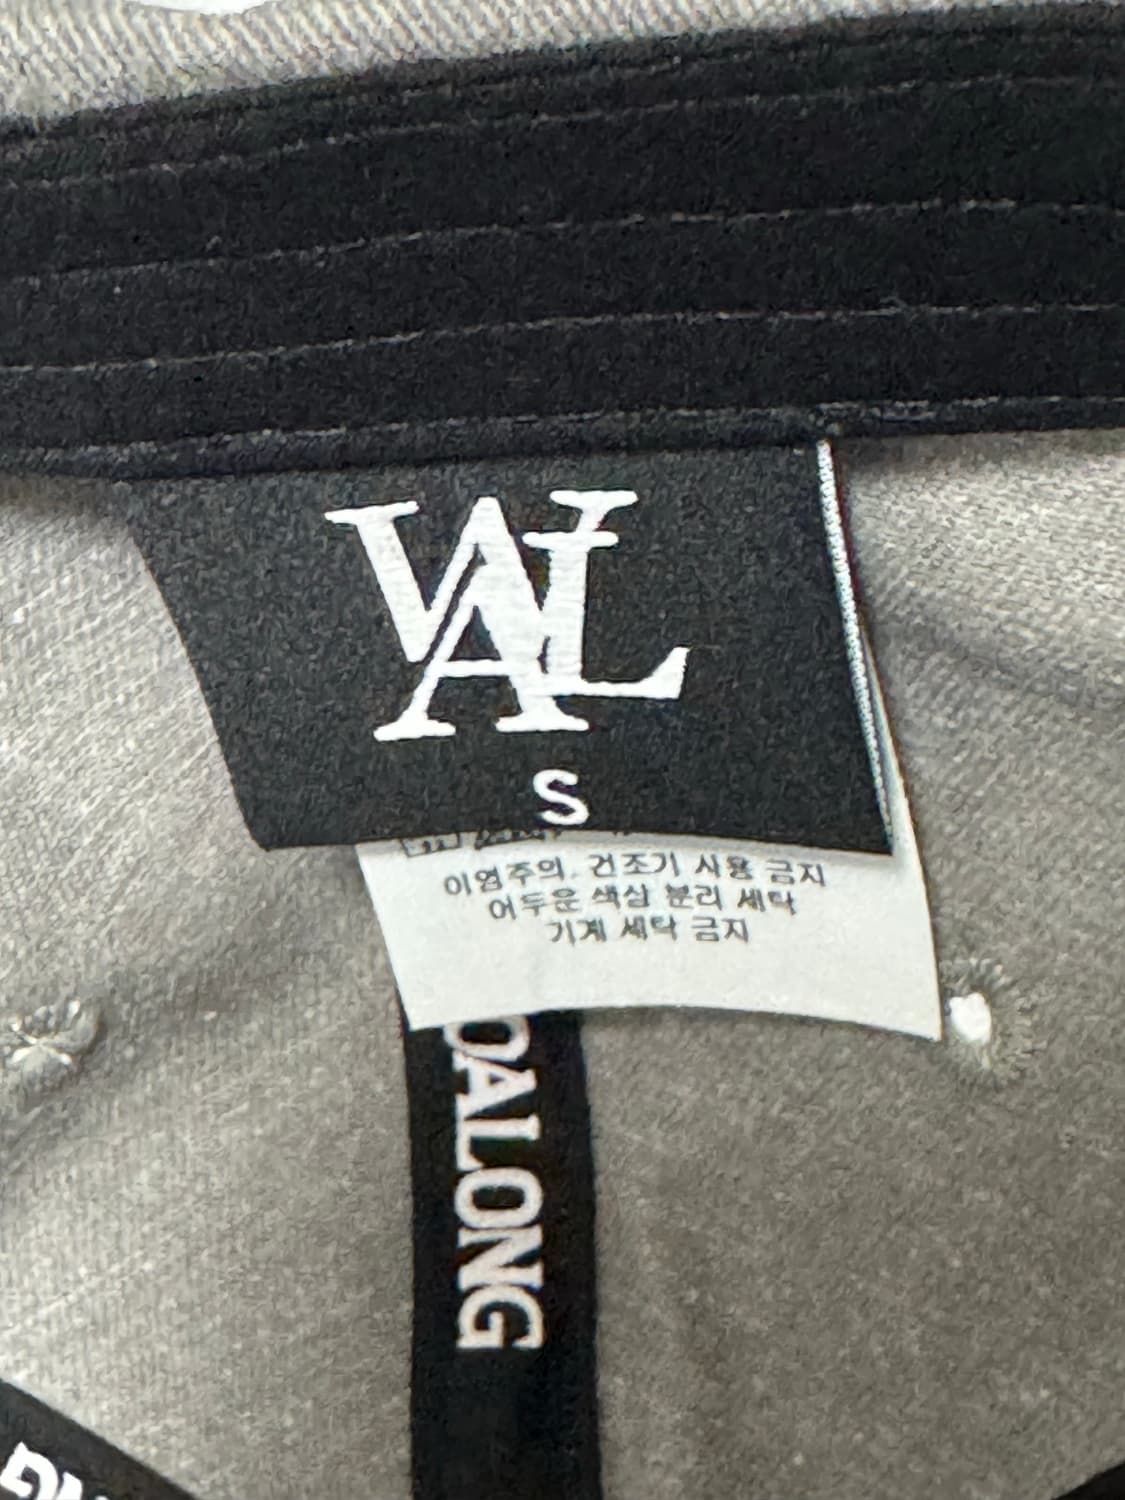 WAL
S
이염주의. 건조기 사용 금지
어두운 색상 분리 세탁
기계 세탁 금지
OALONG